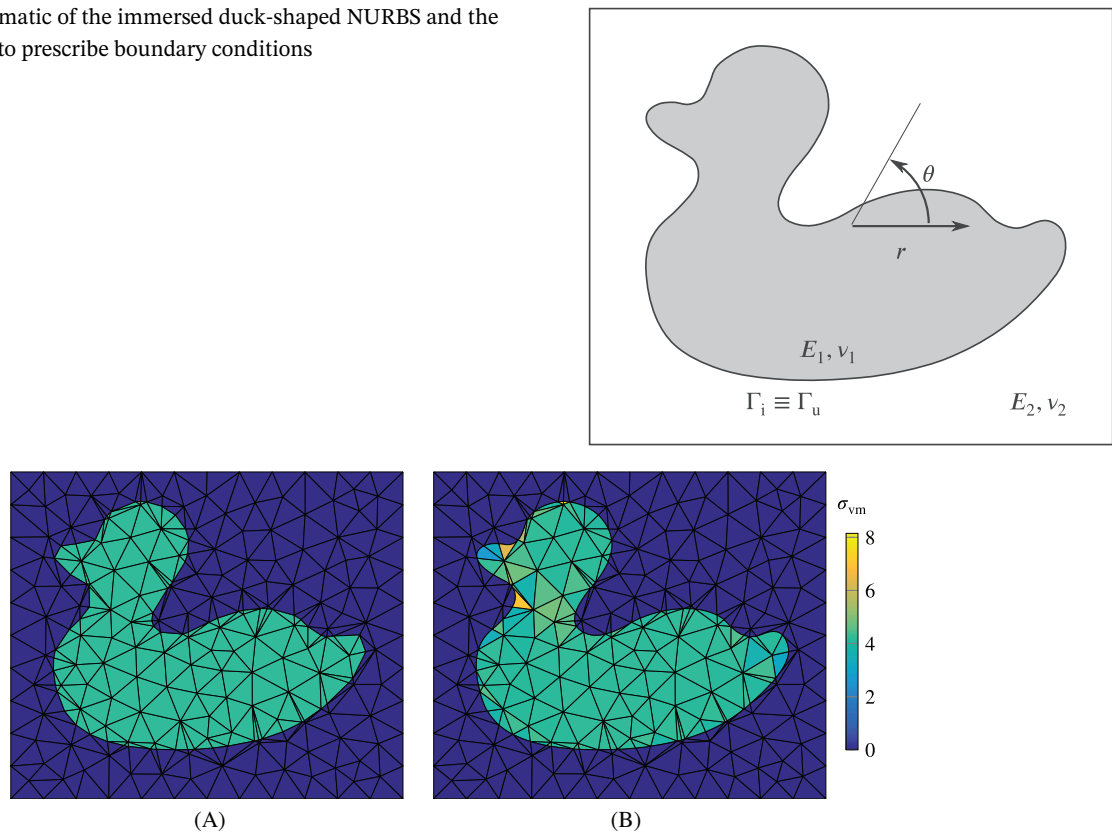 matic of the immersed duck-shaped NURBS and the
to prescribe boundary conditions
θ
r
E₁, ν₁
Γᵢ ≡ Γᵤ
E₂, ν₂
σᵥₘ
8
6
4
2
0
(A)
(B)